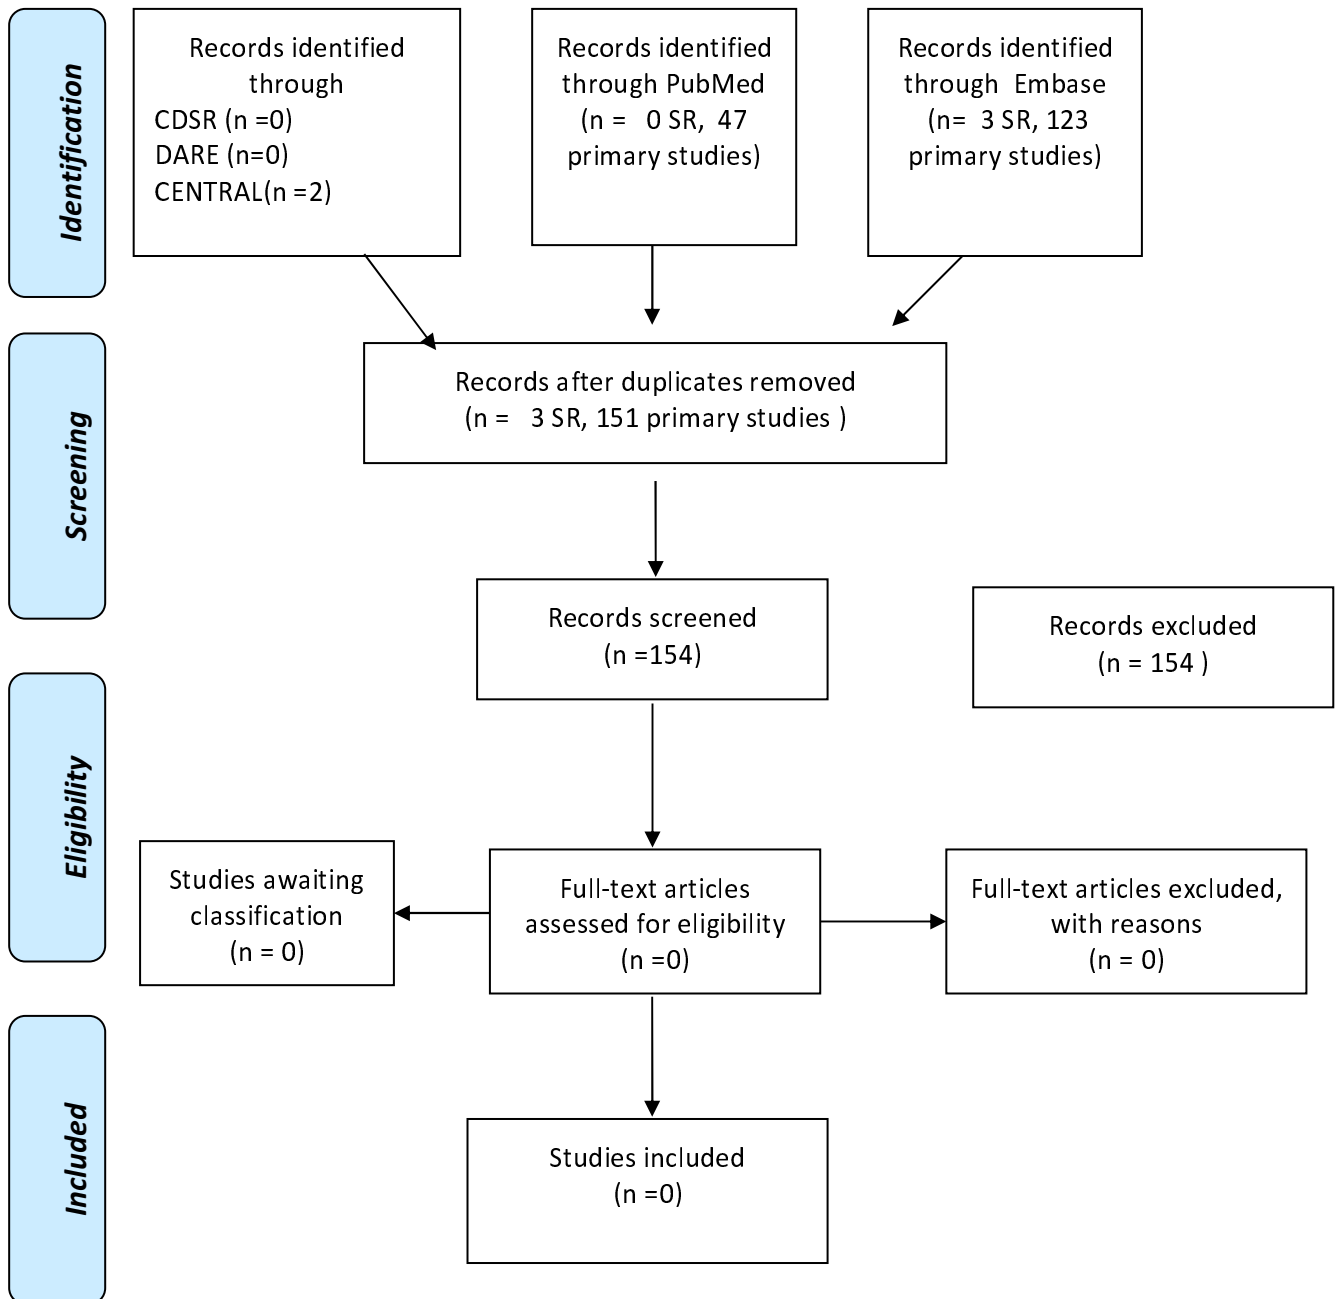 Identification
Records identified
through
CDSR (n =0)
DARE (n=0)
CENTRAL(n =2)
Records identified
through PubMed
(n = 0 SR, 47
primary studies)
Records identified
through Embase
(n= 3 SR, 123
primary studies)
Screening
Records after duplicates removed
(n = 3 SR, 151 primary studies )
Records screened
(n =154)
Records excluded
(n = 154 )
Eligibility
Studies awaiting
classification
(n = 0)
Full-text articles
assessed for eligibility
(n =0)
Full-text articles excluded,
with reasons
(n = 0)
Included
Studies included
(n =0)